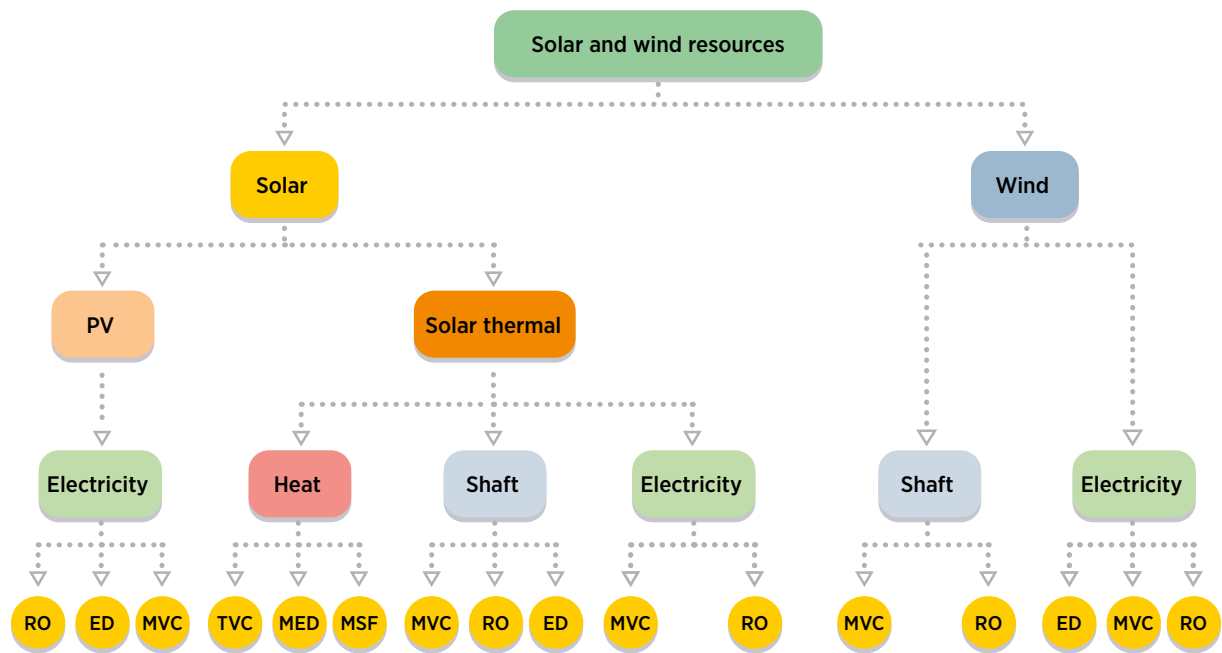 Solar and wind resources
Solar
Wind
PV
Solar thermal
Electricity
Heat
Shaft
Electricity
Shaft
Electricity
RO
ED
MVC
TVC
MED
MSF
MVC
RO
ED
MVC
RO
MVC
RO
ED
MVC
RO